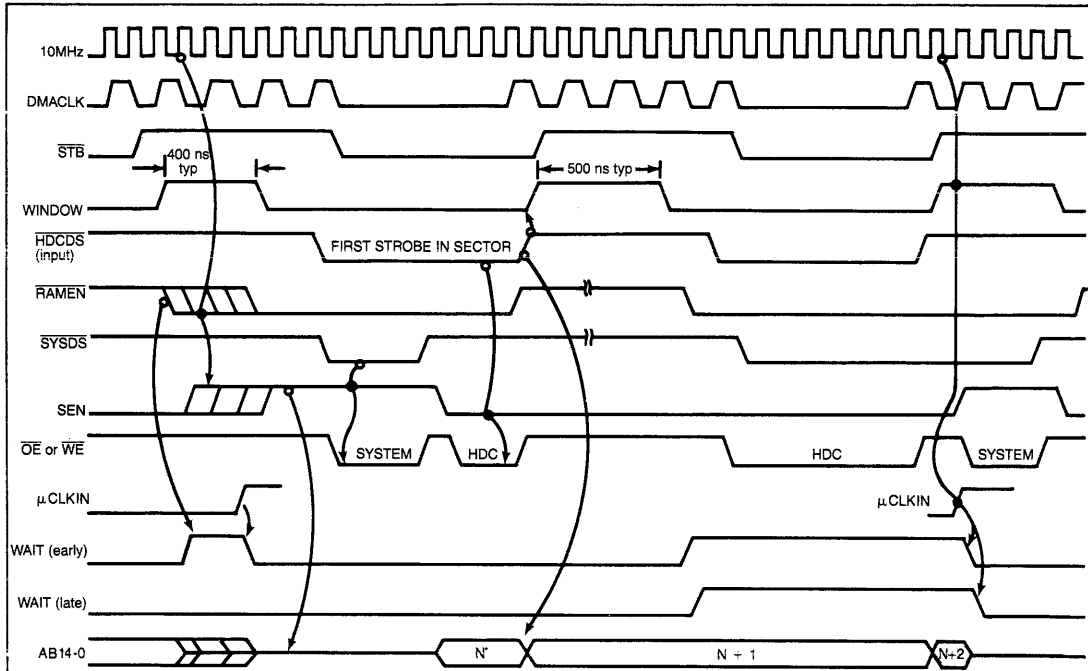 10MHz
DMACLK
STB
400 ns
typ
500 ns typ
WINDOW
HDCDS
(input)
FIRST STROBE IN SECTOR
RAMEN
SYSDS
SEN
OE or WE
SYSTEM
HDC
HDC
SYSTEM
μCLKIN
μCLKIN
WAIT (early)
WAIT (late)
AB14-0
N*
N + 1
N+2